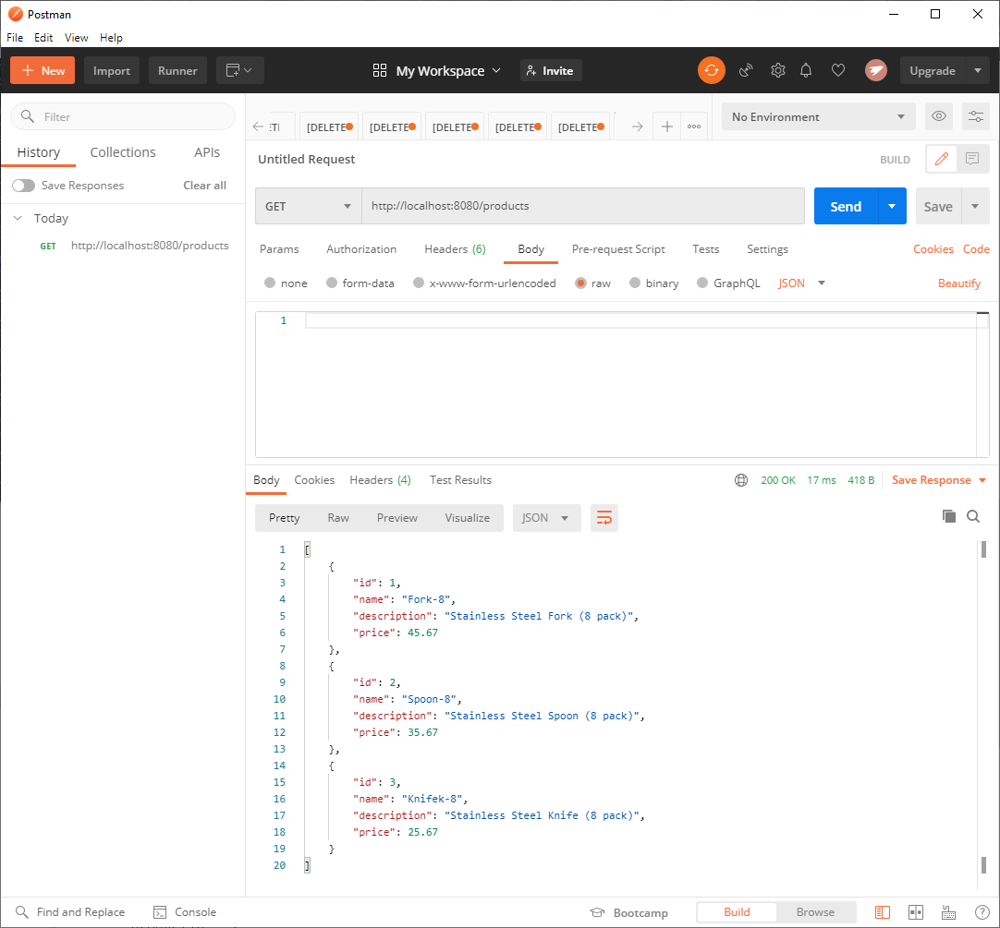 Postman
File Edit View Help
New Import Runner My Workspace Invite Upgrade
Filter
[DELETE [DELETE [DELETE [DELETE [DELETE
No Environment
History Collections APIs
Untitled Request BUILD
Save Responses Clear all
GET http://localhost:8080/products Send Save
Today
GET http://localhost:8080/products
Params Authorization Headers (6) Body Pre-request Script Tests Settings Cookies Code
none form-data x-www-form-urlencoded raw binary GraphQL JSON Beautify
1
Body Cookies Headers (4) Test Results 200 OK 17 ms 418 B Save Response
Pretty Raw Preview Visualize JSON
1 [
2 {
3 "id": 1,
4 "name": "Fork-8",
5 "description": "Stainless Steel Fork (8 pack)",
6 "price": 45.67
7 },
8 {
9 "id": 2,
10 "name": "Spoon-8",
11 "description": "Stainless Steel Spoon (8 pack)",
12 "price": 35.67
13 },
14 {
15 "id": 3,
16 "name": "Knifek-8",
17 "description": "Stainless Steel Knife (8 pack)",
18 "price": 25.67
19 }
20 ]
Find and Replace Console Bootcamp Build Browse